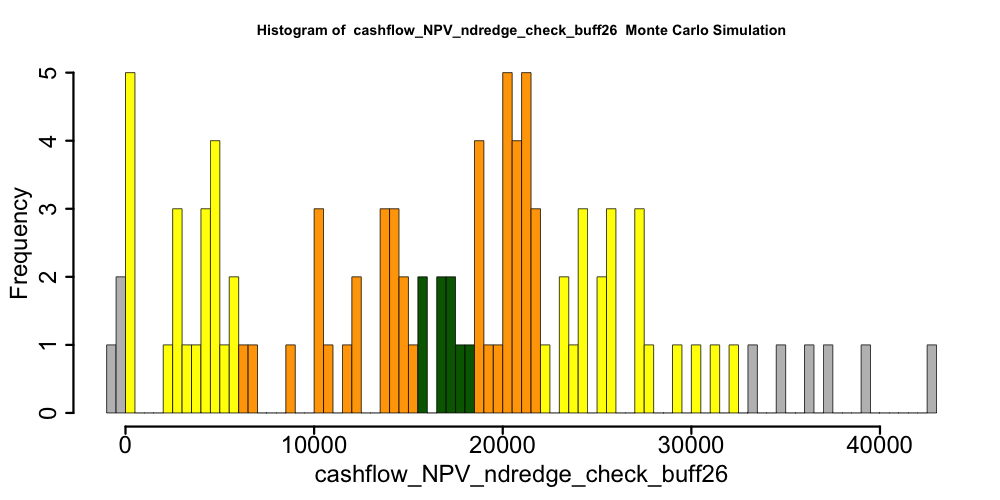 Histogram of  cashflow_NPV_ndredge_check_buff26  Monte Carlo Simulation
Frequency
5
4
3
2
1
0
0 10000 20000 30000 40000
cashflow_NPV_ndredge_check_buff26